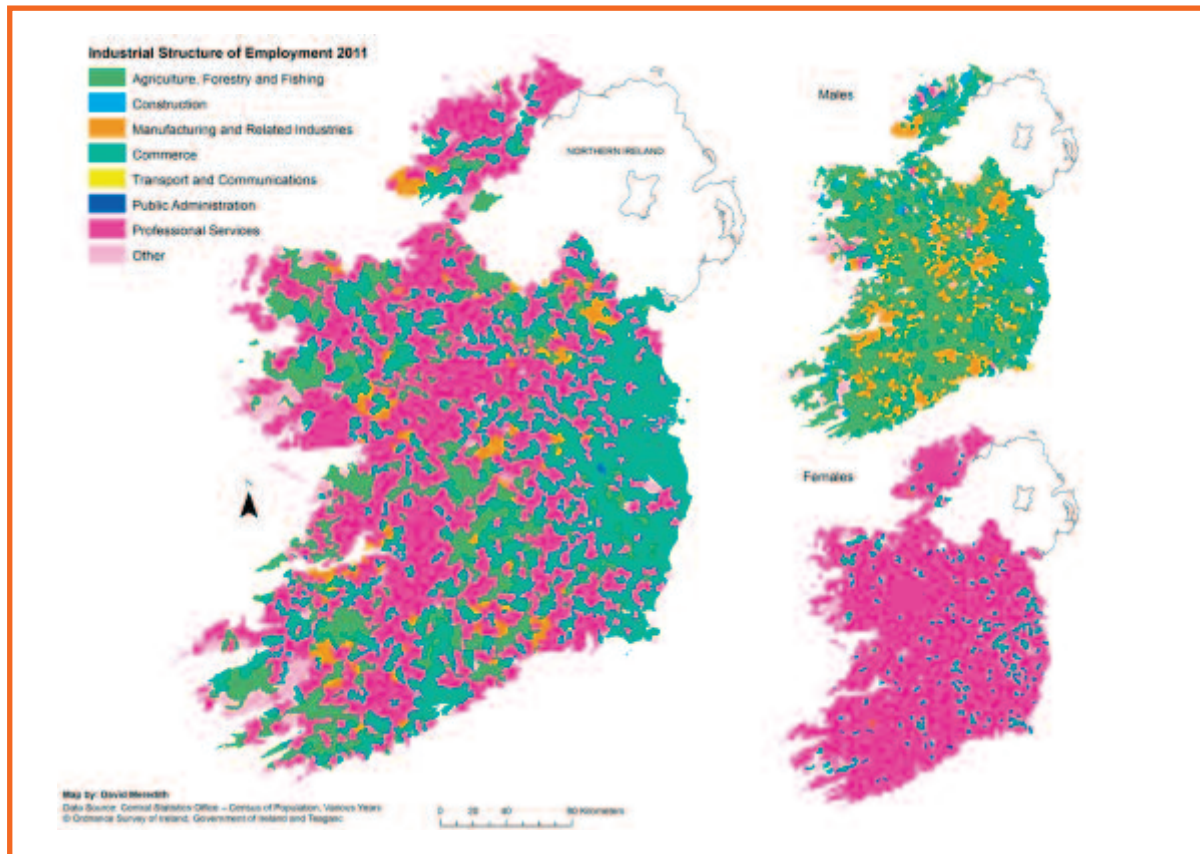 Industrial Structure of Employment 2011
Agriculture, Forestry and Fishing
Construction
Manufacturing and Related Industries
Commerce
Transport and Communications
Public Administration
Professional Services
Other
NORTHERN IRELAND
Males
Females
Map by: David Meredith
Data Source: Central Statistics Office – Census of Population, Various Years
© Ordnance Survey of Ireland, Government of Ireland and Teagasc
0 20 40 80 Kilometers